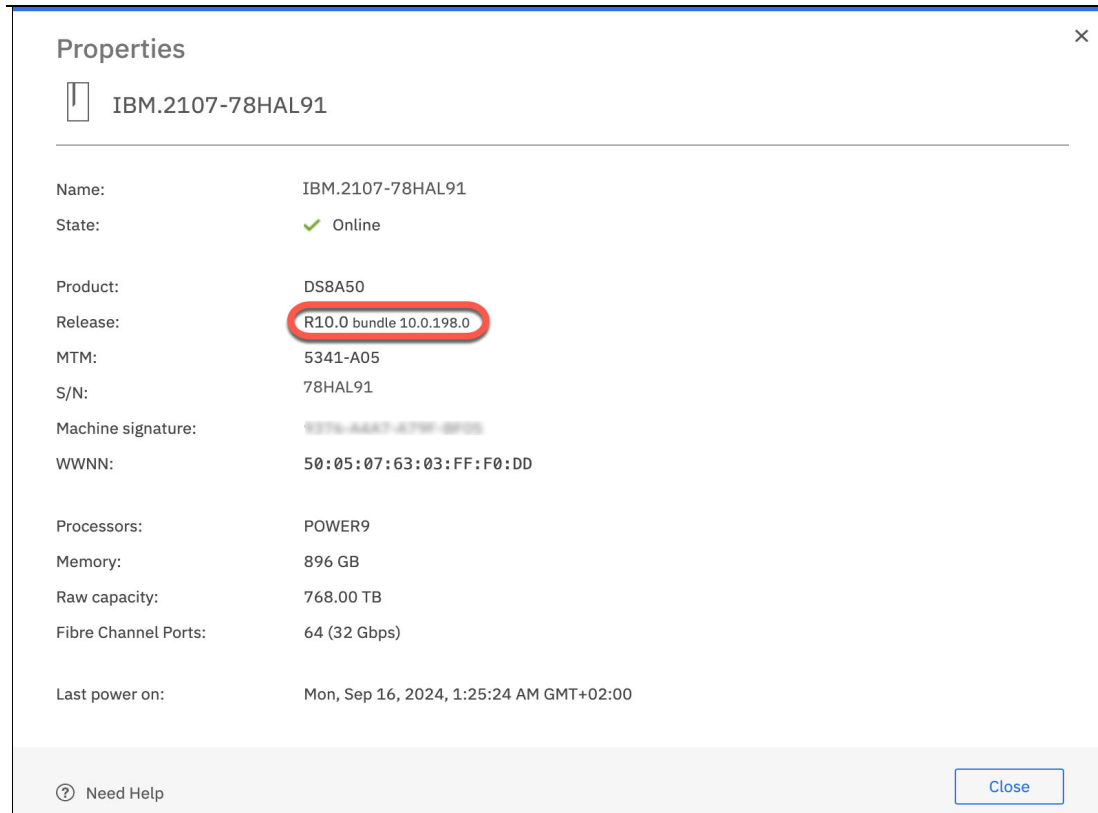 Properties
IBM.2107-78HAL91
Name: IBM.2107-78HAL91
State: Online
Product: DS8A50
Release: R10.0 bundle 10.0.198.0
MTM: 5341-A05
S/N: 78HAL91
Machine signature:
WWNN: 50:05:07:63:03:FF:F0:DD
Processors: POWER9
Memory: 896 GB
Raw capacity: 768.00 TB
Fibre Channel Ports: 64 (32 Gbps)
Last power on: Mon, Sep 16, 2024, 1:25:24 AM GMT+02:00
Need Help
Close